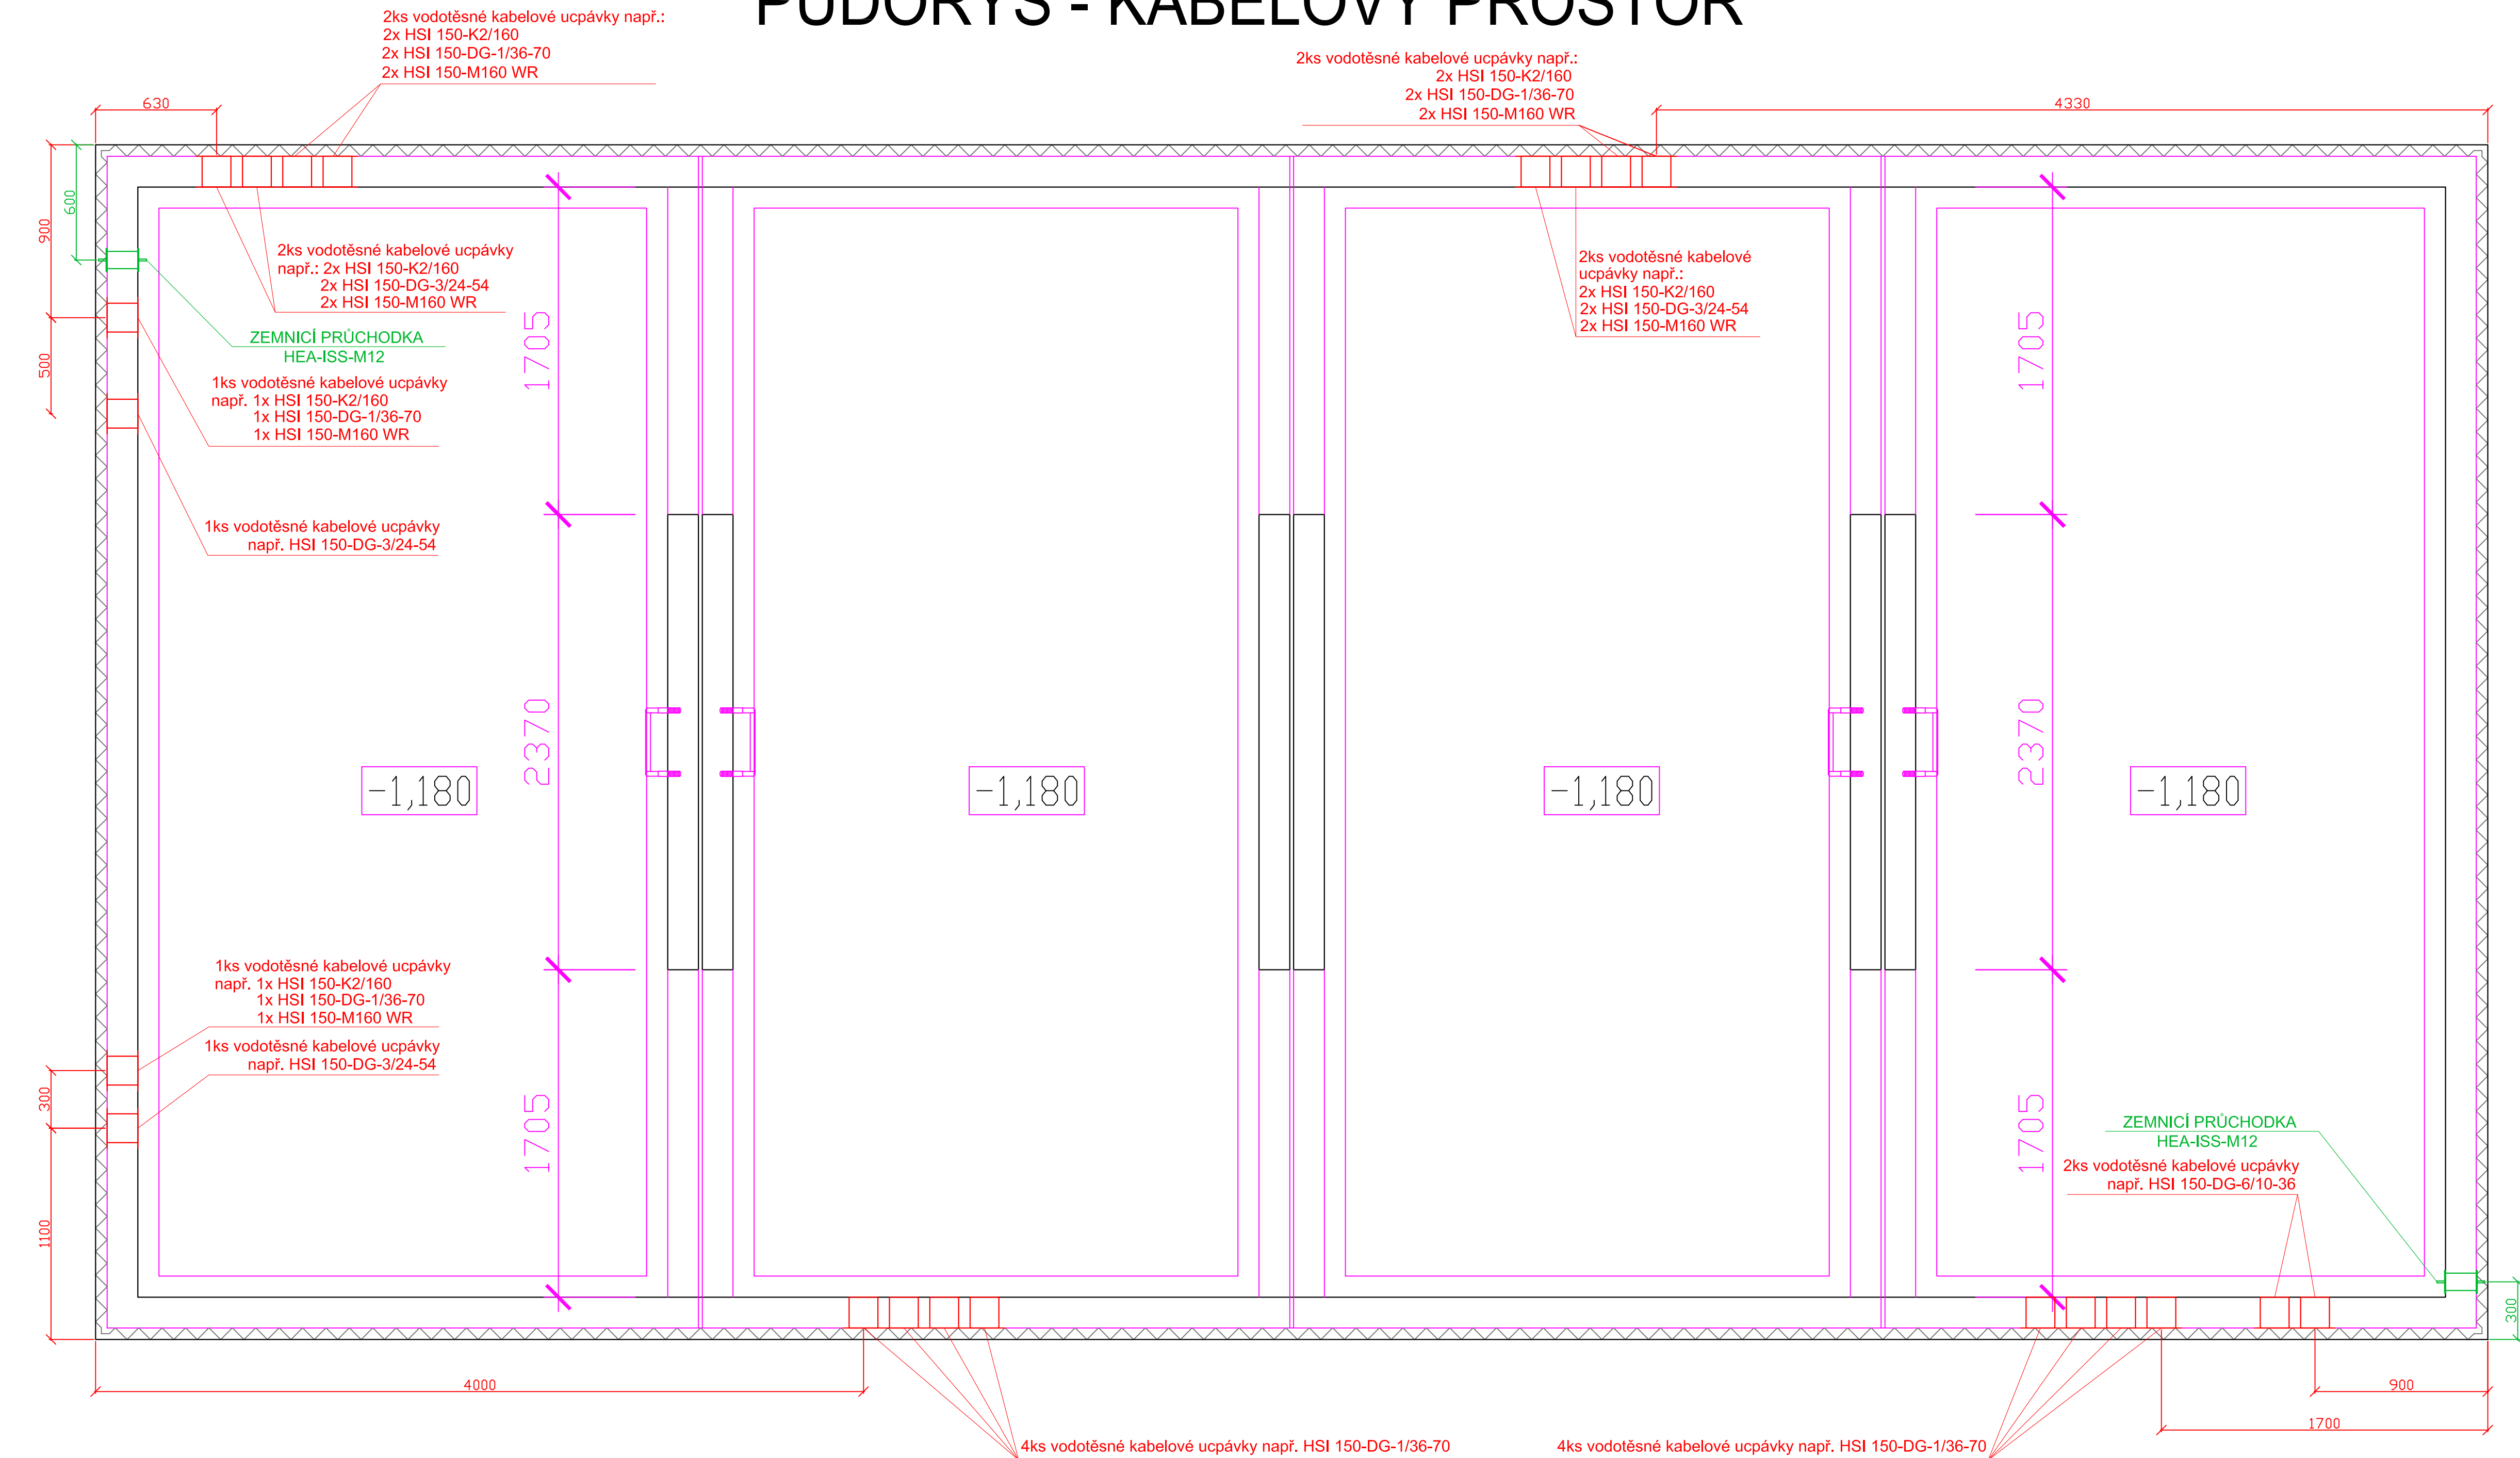 PŮDORYS - KABELOVÝ PROSTOR
2ks vodotěsné kabelové ucpávky např.:
2x HSI 150-K2/160
2x HSI 150-DG-1/36-70
2x HSI 150-M160 WR
2ks vodotěsné kabelové ucpávky např.:
2x HSI 150-K2/160
2x HSI 150-DG-1/36-70
2x HSI 150-M160 WR
630
4330
900
600
500
2ks vodotěsné kabelové ucpávky
např.: 2x HSI 150-K2/160
2x HSI 150-DG-3/24-54
2x HSI 150-M160 WR
2ks vodotěsné kabelové
ucpávky např.:
2x HSI 150-K2/160
2x HSI 150-DG-3/24-54
2x HSI 150-M160 WR
ZEMNICÍ PRŮCHODKA
HEA-ISS-M12
1ks vodotěsné kabelové ucpávky
např. 1x HSI 150-K2/160
1x HSI 150-DG-1/36-70
1x HSI 150-M160 WR
1705
1705
1ks vodotěsné kabelové ucpávky
např. HSI 150-DG-3/24-54
2370
2370
-1,180
-1,180
-1,180
-1,180
1ks vodotěsné kabelové ucpávky
např. 1x HSI 150-K2/160
1x HSI 150-DG-1/36-70
1x HSI 150-M160 WR
1ks vodotěsné kabelové ucpávky
např. HSI 150-DG-3/24-54
300
1100
1705
1705
ZEMNICÍ PRŮCHODKA
HEA-ISS-M12
2ks vodotěsné kabelové ucpávky
např. HSI 150-DG-6/10-36
300
4000
900
1700
4ks vodotěsné kabelové ucpávky např. HSI 150-DG-1/36-70
4ks vodotěsné kabelové ucpávky např. HSI 150-DG-1/36-70